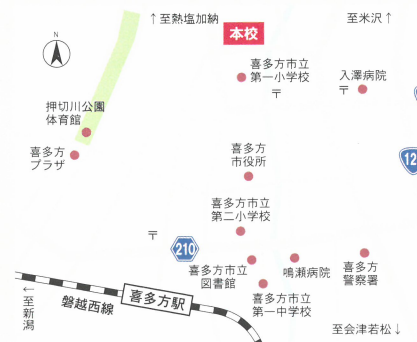 ↑至熱塩加納
至米沢↑
N
本校
喜多方市立
第一小学校
〒
入澤病院
〒
押切川公園
体育館
喜多方
プラザ
喜多方
市役所
12
喜多方市立
第二小学校
〒
210
喜多方市立
図書館
鳴瀬病院
喜多方
警察署
喜多方市立
第一中学校
←至新潟
磐越西線
喜多方駅
至会津若松↓